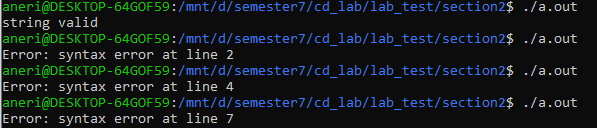 aneri@DESKTOP-64GOF59:/mnt/d/semester7/cd_lab/lab_test/section2$ ./a.out
string valid
aneri@DESKTOP-64GOF59:/mnt/d/semester7/cd_lab/lab_test/section2$ ./a.out
Error: syntax error at line 2
aneri@DESKTOP-64GOF59:/mnt/d/semester7/cd_lab/lab_test/section2$ ./a.out
Error: syntax error at line 4
aneri@DESKTOP-64GOF59:/mnt/d/semester7/cd_lab/lab_test/section2$ ./a.out
Error: syntax error at line 7